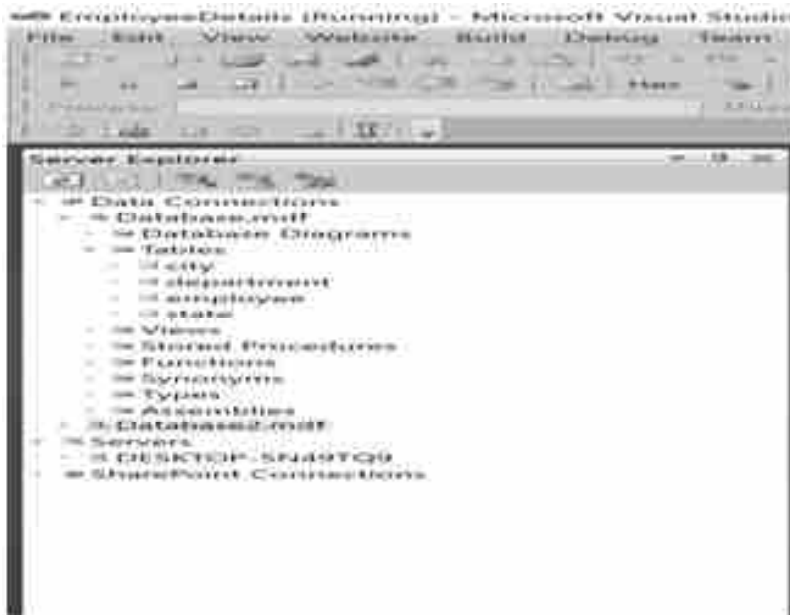 EmployeeDetails (Running) - Microsoft Visual Studio
File Edit View Website Build Debug Team
Hex
Server Explorer
Data Connections
Database.mdf
Database Diagrams
Tables
city
department
employee
state
Views
Stored Procedures
Functions
Synonyms
Types
Assemblies
Database2.mdf
Servers
DESKTOP-SN49TQ9
SharePoint Connections